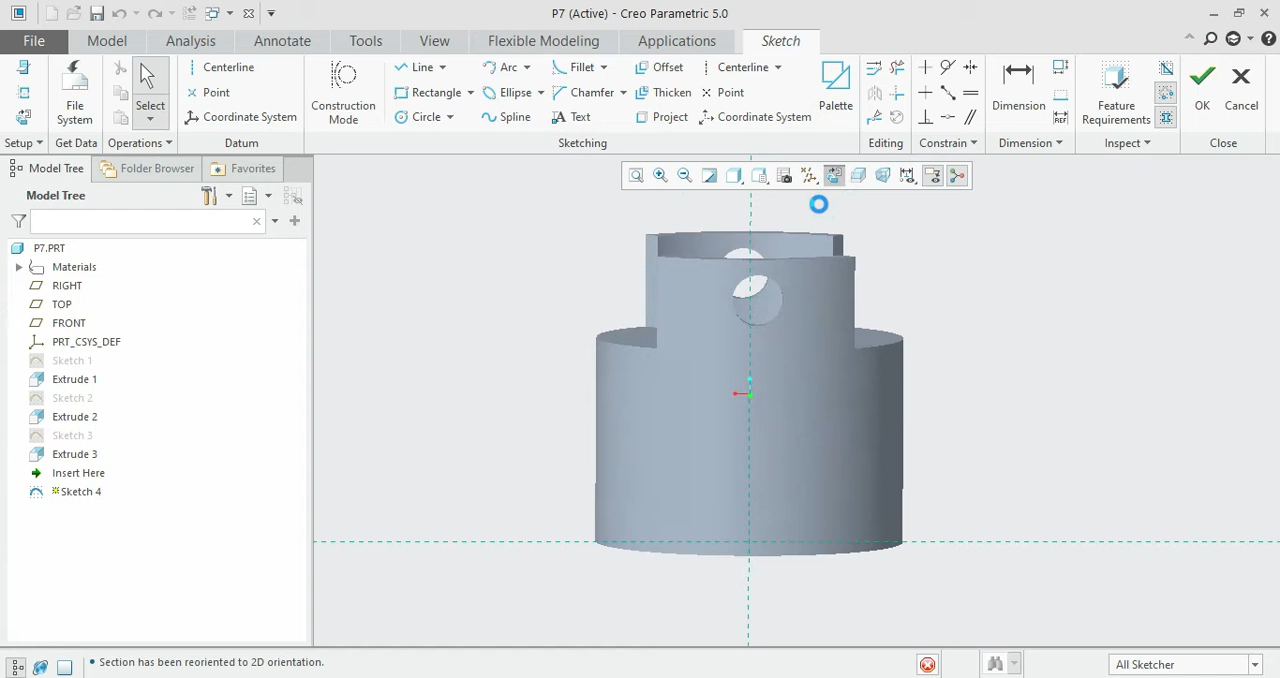 P7 (Active) - Creo Parametric 5.0
File Model Analysis Annotate Tools View Flexible Modeling Applications Sketch
Centerline Line Arc Fillet Offset Centerline
Rectangle Ellipse Chamfer Thicken Point
Point
Coordinate System Circle Spline Text Project Coordinate System
File System
Select
Construction Mode
Palette
Dimension
Feature Requirements
OK
Cancel
REF
Setup Get Data Operations Datum Sketching Editing Constrain Dimension Inspect Close
Model Tree Folder Browser Favorites
Model Tree
P7.PRT
Materials
RIGHT
TOP
FRONT
PRT_CSYS_DEF
Sketch 1
Extrude 1
Sketch 2
Extrude 2
Sketch 3
Extrude 3
Insert Here
Sketch 4
Section has been reoriented to 2D orientation.
All Sketcher